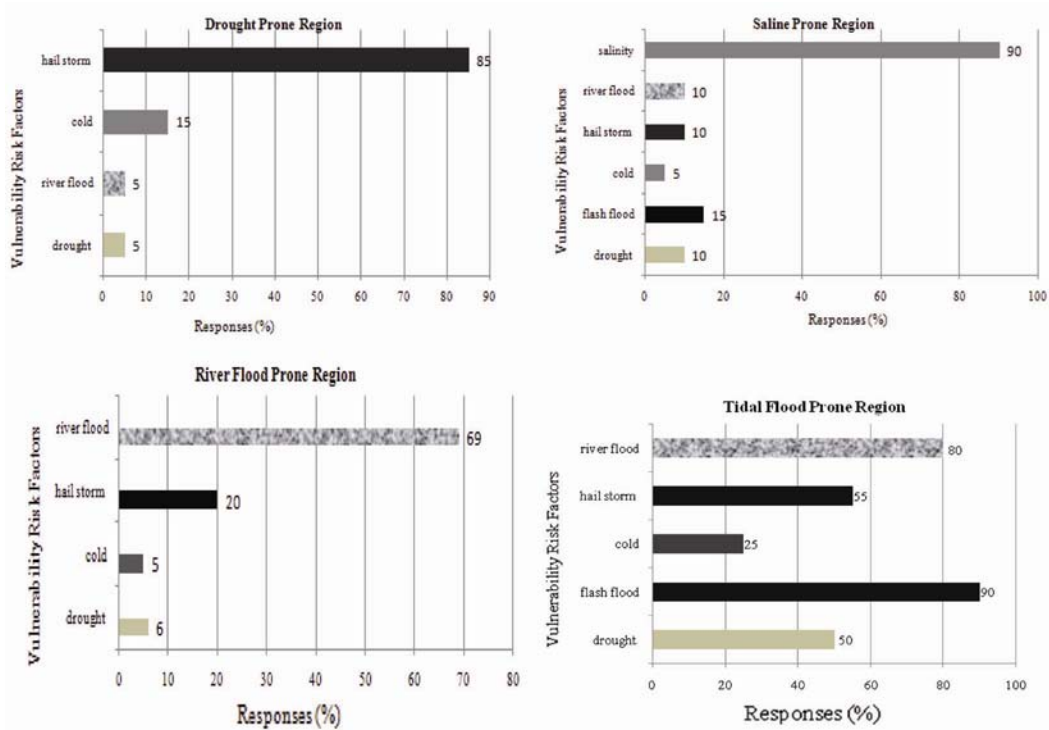 Drought Prone Region
Vulnerability Risk Factors
hail storm
85
cold
15
river flood
5
drought
5
0 10 20 30 40 50 60 70 80 90
Responses (%)
Saline Prone Region
Vulnerability Risk Factors
salinity
90
river flood
10
hail storm
10
cold
5
flash flood
15
drought
10
0 20 40 60 80 100
Responses (%)
River Flood Prone Region
Vulnerability Risk Factors
river flood
69
hail storm
20
cold
5
drought
6
0 10 20 30 40 50 60 70 80
Responses (%)
Tidal Flood Prone Region
Vulnerability Risk Factors
river flood
80
hail storm
55
cold
25
flash flood
90
drought
50
0 20 40 60 80 100
Responses (%)